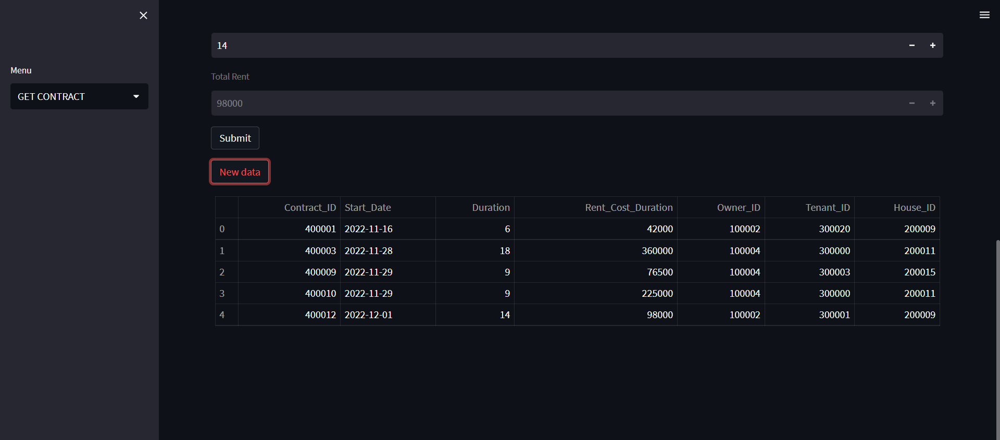 Menu
GET CONTRACT
14
Total Rent
98000
Submit
New data
Contract_ID Start_Date Duration Rent_Cost_Duration Owner_ID Tenant_ID House_ID
0 400001 2022-11-16 6 42000 100002 300020 200009
1 400003 2022-11-28 18 360000 100004 300000 200011
2 400009 2022-11-29 9 76500 100004 300003 200015
3 400010 2022-11-29 9 225000 100004 300000 200011
4 400012 2022-12-01 14 98000 100002 300001 200009